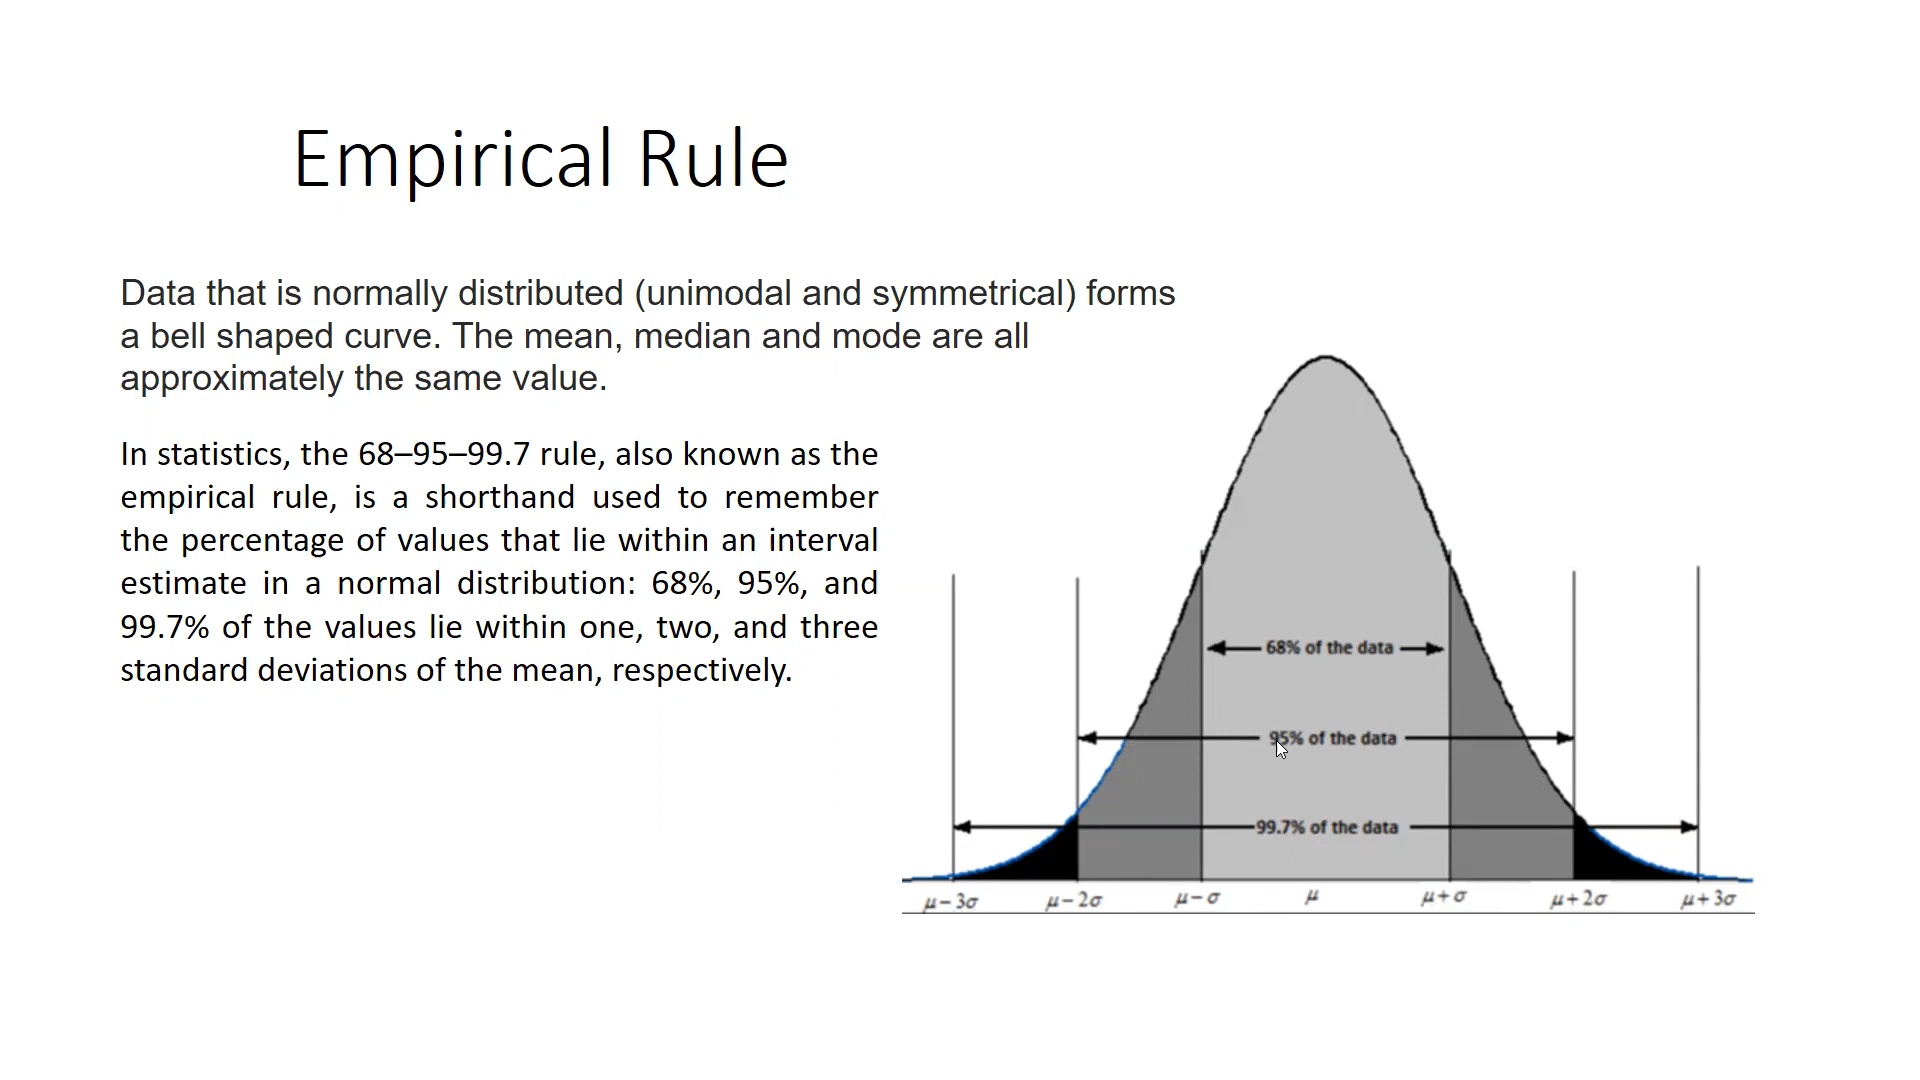 Empirical Rule
Data that is normally distributed (unimodal and symmetrical) forms
a bell shaped curve. The mean, median and mode are all
approximately the same value.
In statistics, the 68–95–99.7 rule, also known as the
empirical rule, is a shorthand used to remember
the percentage of values that lie within an interval
estimate in a normal distribution: 68%, 95%, and
99.7% of the values lie within one, two, and three
standard deviations of the mean, respectively.
68% of the data
95% of the data
99.7% of the data
μ – 3σ μ – 2σ μ – σ μ μ + σ μ + 2σ μ + 3σ